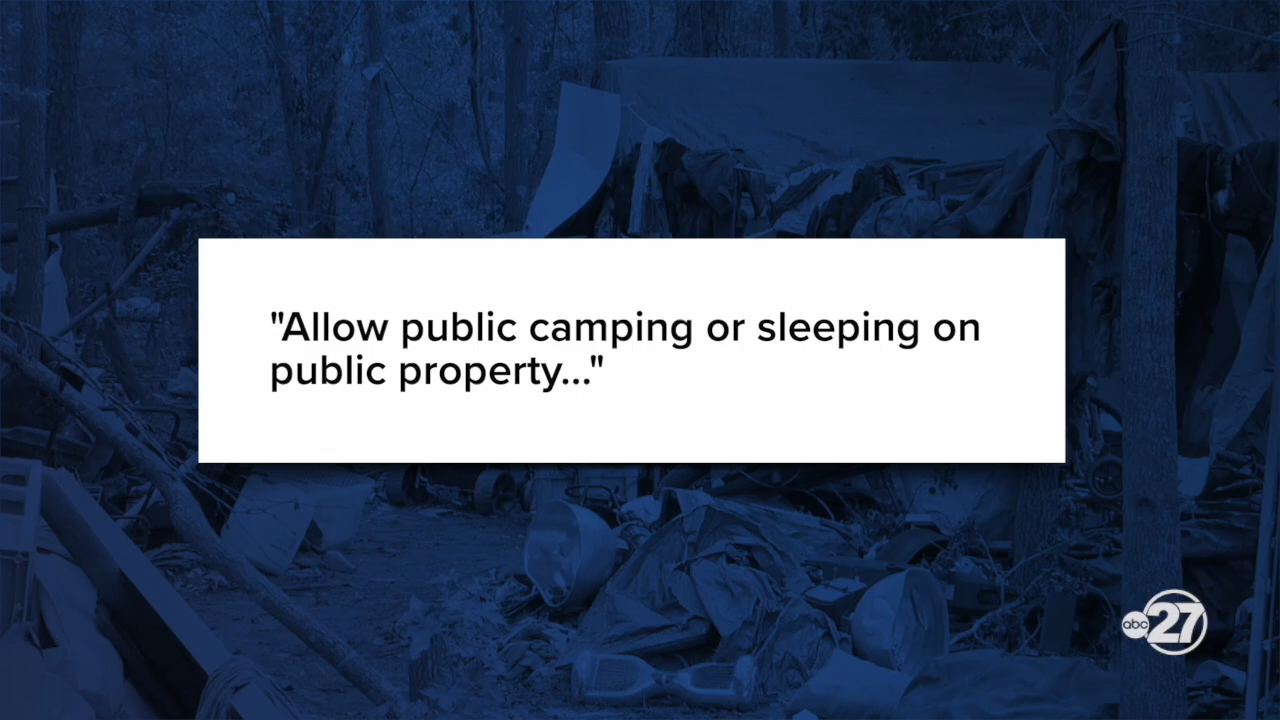 "Allow public camping or sleeping on
public property..."
abc 27